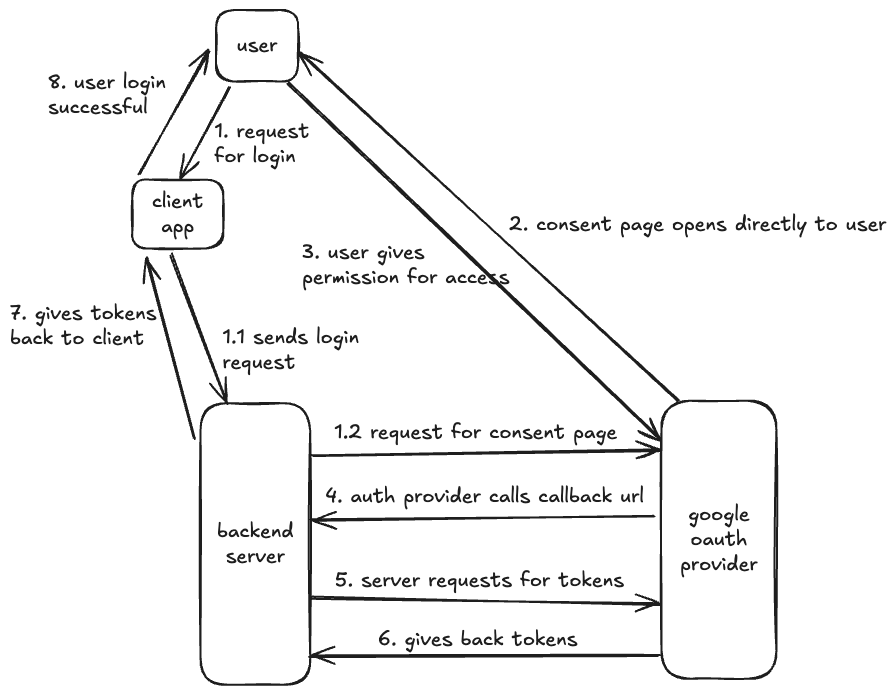 user
8. user login
successful
1. request
for login
client
app
2. consent page opens directly to user
3. user gives
permission for access
7. gives tokens
back to client
1.1 sends login
request
1.2 request for consent page
4. auth provider calls callback url
backend
server
google
oauth
provider
5. server requests for tokens
6. gives back tokens